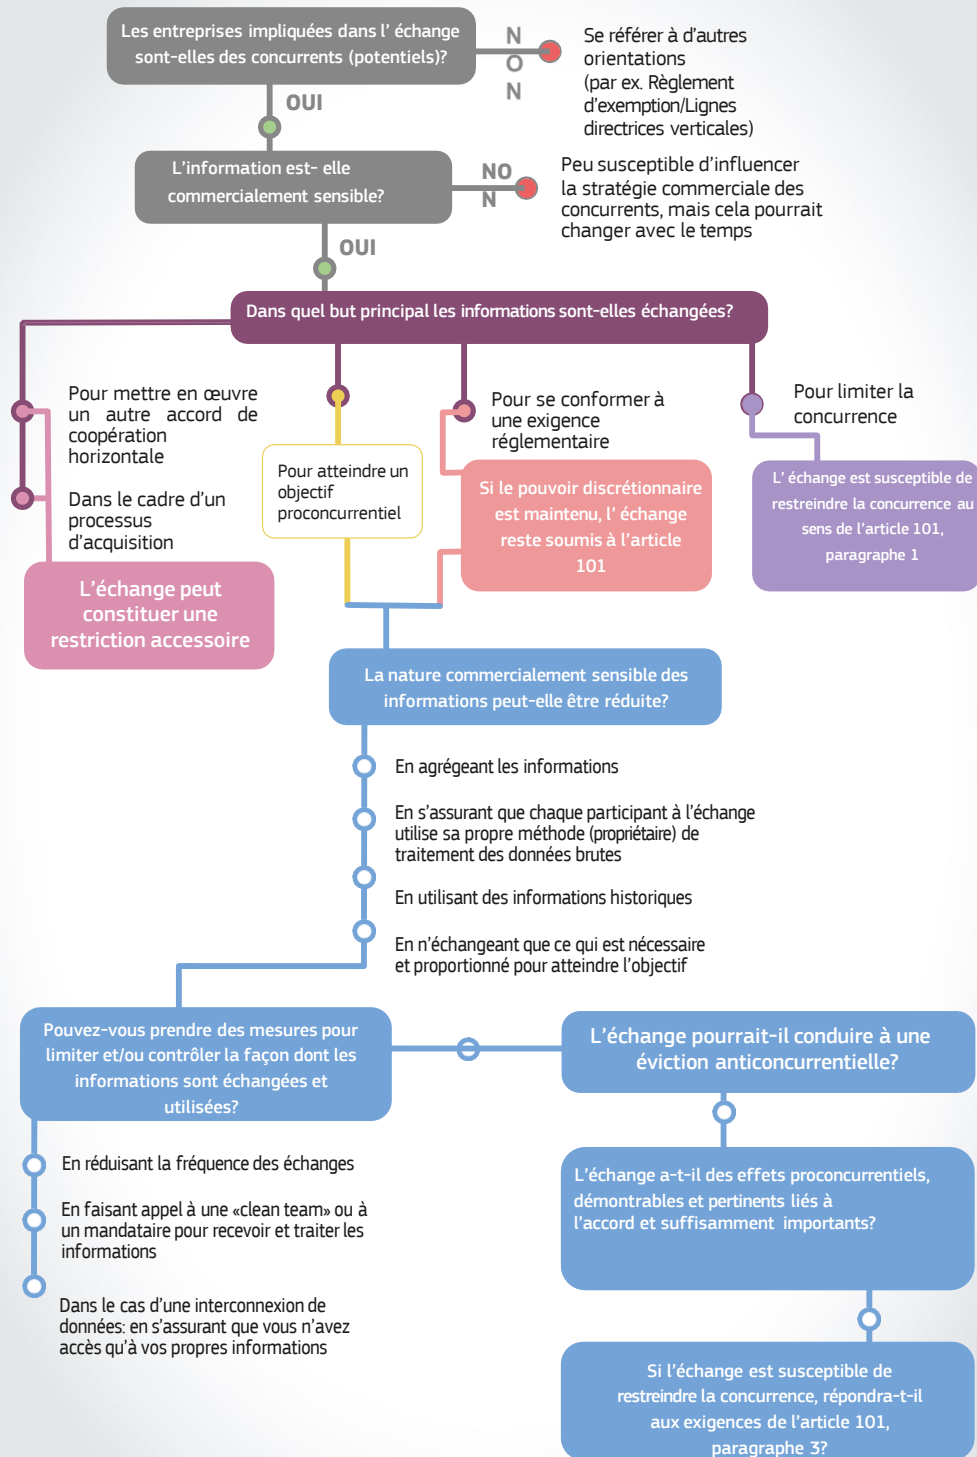 Les entreprises impliquées dans l' échange
sont-elles des concurrents (potentiels)?
N
O
N
Se référer à d'autres
orientations
(par ex. Règlement
d'exemption/Lignes
directrices verticales)
OUI
L'information est- elle
commercialement sensible?
NO
N
Peu susceptible d'influencer
la stratégie commerciale des
concurrents, mais cela pourrait
changer avec le temps
OUI
Dans quel but principal les informations sont-elles échangées?
Pour mettre en œuvre
un autre accord de
coopération
horizontale
Dans le cadre d'un
processus
d'acquisition
L'échange peut
constituer une
restriction accessoire
Pour atteindre un
objectif
proconcurrentiel
Pour se conformer à
une exigence
réglementaire
Si le pouvoir discrétionnaire
est maintenu, l' échange
reste soumis à l'article
101
Pour limiter la
concurrence
L' échange est susceptible de
restreindre la concurrence au
sens de l'article 101,
paragraphe 1
La nature commercialement sensible des
informations peut-elle être réduite?
En agrégeant les informations
En s'assurant que chaque participant à l'échange
utilise sa propre méthode (propriétaire) de
traitement des données brutes
En utilisant des informations historiques
En n'échangeant que ce qui est nécessaire
et proportionné pour atteindre l'objectif
Pouvez-vous prendre des mesures pour
limiter et/ou contrôler la façon dont les
informations sont échangées et
utilisées?
En réduisant la fréquence des échanges
En faisant appel à une «clean team» ou à
un mandataire pour recevoir et traiter les
informations
Dans le cas d'une interconnexion de
données: en s'assurant que vous n'avez
accès qu'à vos propres informations
L'échange pourrait-il conduire à une
éviction anticoncurrentielle?
L'échange a-t-il des effets proconcurrentiels,
démontrables et pertinents liés à
l'accord et suffisamment importants?
Si l'échange est susceptible de
restreindre la concurrence, répondra-t-il
aux exigences de l'article 101,
paragraphe 3?